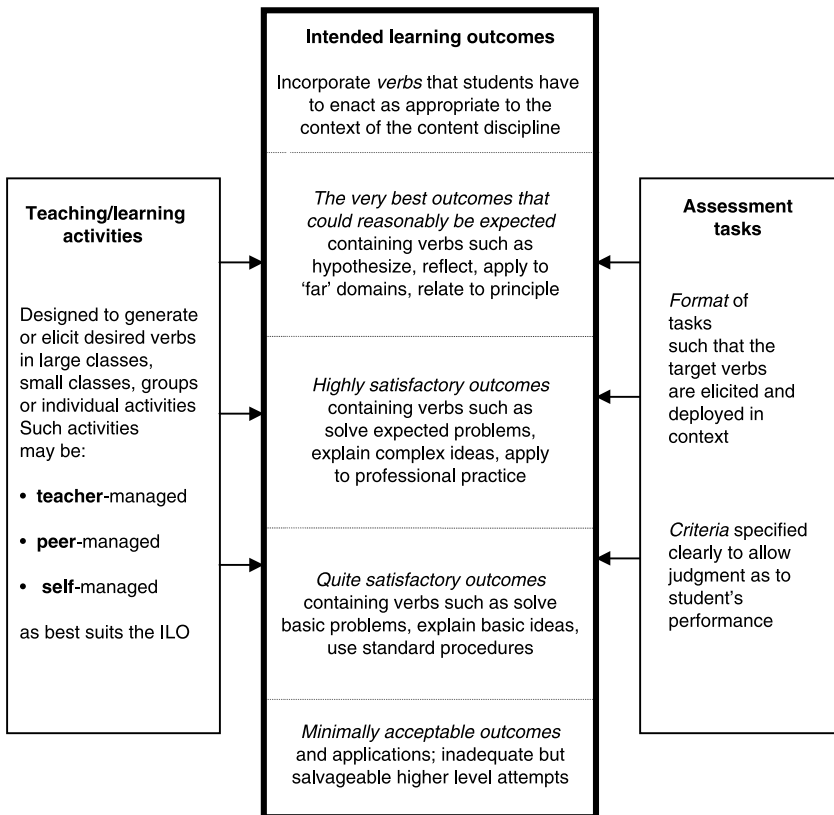 Intended learning outcomes
Incorporate verbs that students have
to enact as appropriate to the
context of the content discipline
Teaching/learning
activities
Designed to generate
or elicit desired verbs
in large classes,
small classes, groups
or individual activities
Such activities
may be:
• teacher-managed
• peer-managed
• self-managed
as best suits the ILO
The very best outcomes that
could reasonably be expected
containing verbs such as
hypothesize, reflect, apply to
‘far’ domains, relate to principle
Highly satisfactory outcomes
containing verbs such as
solve expected problems,
explain complex ideas, apply
to professional practice
Quite satisfactory outcomes
containing verbs such as solve
basic problems, explain basic ideas,
use standard procedures
Minimally acceptable outcomes
and applications; inadequate but
salvageable higher level attempts
Assessment
tasks
Format of
tasks
such that the
target verbs
are elicited and
deployed in
context
Criteria specified
clearly to allow
judgment as to
student’s
performance